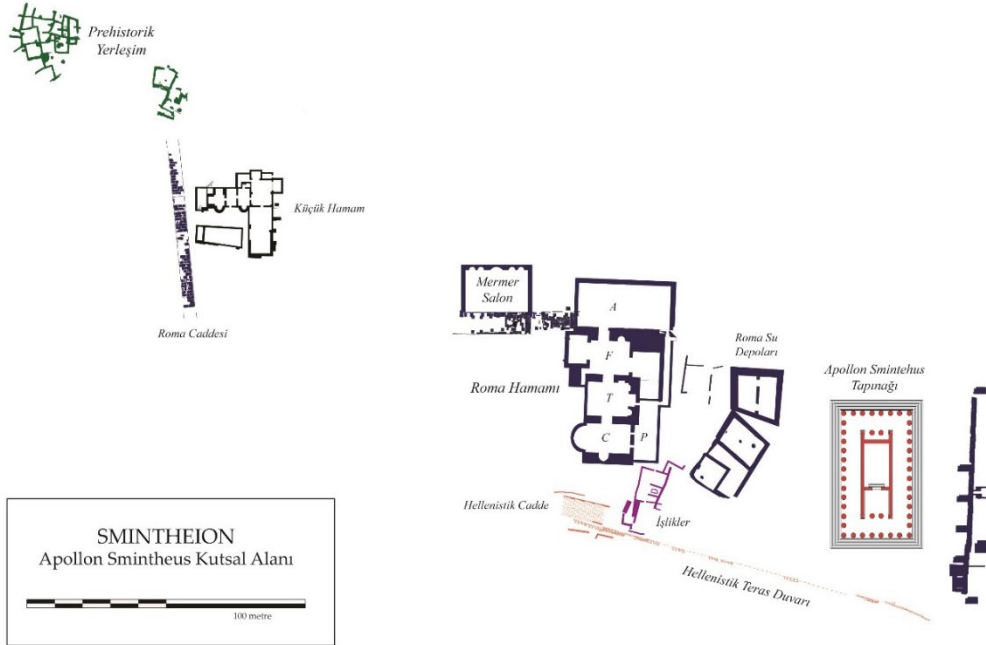 Prehistorik
Yerleşim
Küçük Hamam
Roma Caddesi
Mermer
Salon
A
F
Roma Hamamı
T
C
P
Roma Su
Depoları
Apollon Smintehus
Tapınağı
Hellenistik Cadde
İşlikler
Hellenistik Teras Duvarı
SMINTHEION
Apollon Smintheus Kutsal Alanı
100 metre